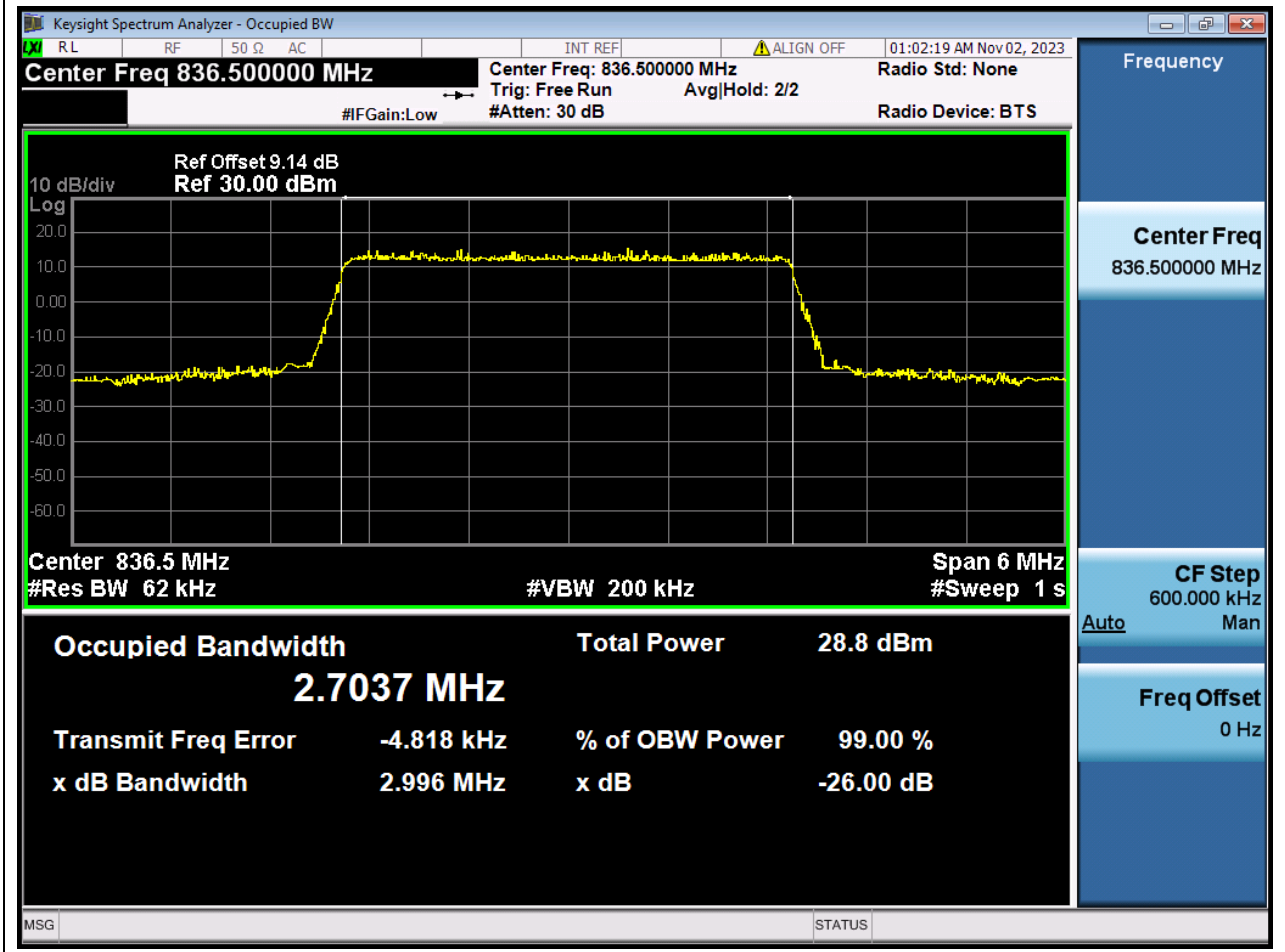 Keysight Spectrum Analyzer - Occupied BW
LXI RL RF 50 Ω AC INT REF ALIGN OFF 01:02:19 AM Nov 02, 2023
Center Freq 836.500000 MHz
Center Freq: 836.500000 MHz Radio Std: None
Trig: Free Run Avg|Hold: 2/2
#IFGain:Low #Atten: 30 dB Radio Device: BTS
Ref Offset 9.14 dB
10 dB/div Ref 30.00 dBm
Log
20.0
10.0
0.00
-10.0
-20.0
-30.0
-40.0
-50.0
-60.0
Center 836.5 MHz Span 6 MHz
#Res BW 62 kHz #VBW 200 kHz #Sweep 1 s
Occupied Bandwidth Total Power 28.8 dBm
2.7037 MHz
Transmit Freq Error -4.818 kHz % of OBW Power 99.00 %
x dB Bandwidth 2.996 MHz x dB -26.00 dB
MSG STATUS
Frequency
Center Freq
836.500000 MHz
CF Step
600.000 kHz
Auto Man
Freq Offset
0 Hz